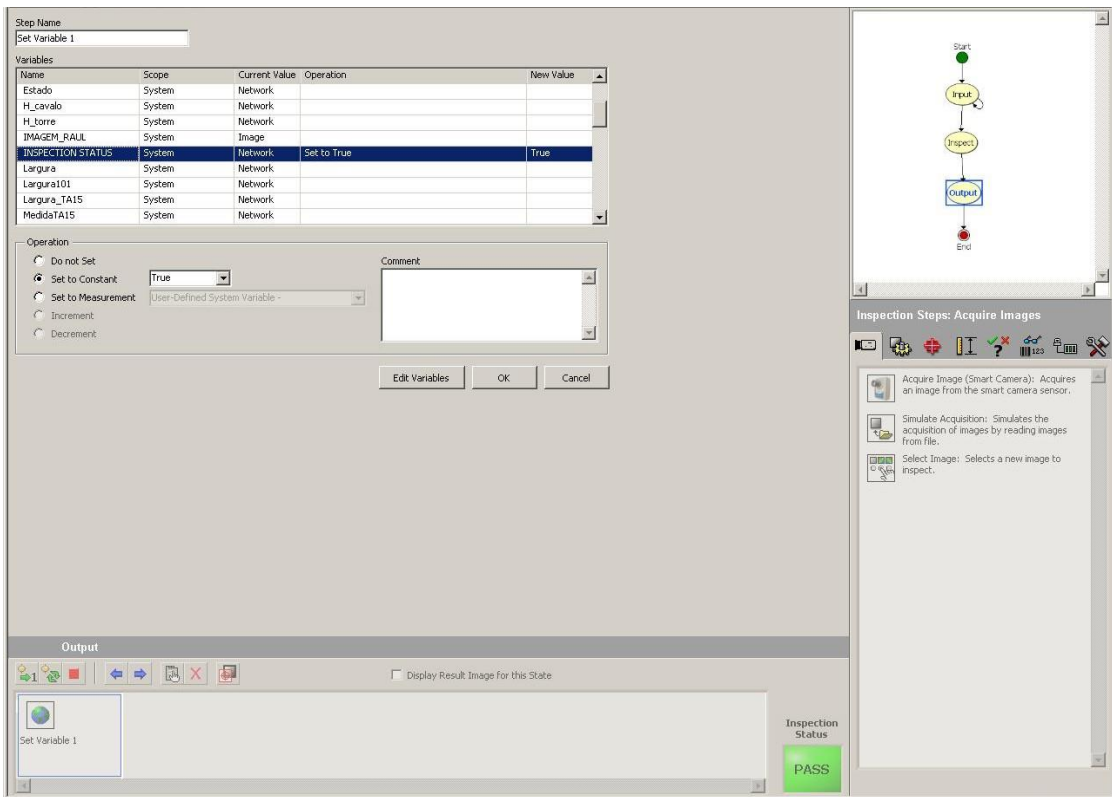 Step Name
Set Variable 1
Variables
Name Scope Current Value Operation New Value
Estado System Network
H_cavalo System Network
H_torre System Network
IMAGEM_RAUL System Image
INSPECTION STATUS System Network Set to True True
Largura System Network
Largura101 System Network
Largura_TA15 System Network
MedidaTA15 System Network
Operation
Do not Set
Set to Constant True
Set to Measurement User-Defined System Variable -
Increment
Decrement
Comment
Edit Variables OK Cancel
Start
Input
Inspect
Output
End
Inspection Steps: Acquire Images
123
Acquire Image (Smart Camera): Acquires
an image from the smart camera sensor.
Simulate Acquisition: Simulates the
acquisition of images by reading images
from file.
Select Image: Selects a new image to
inspect.
Output
1
Display Result Image for this State
Set Variable 1
Inspection
Status
PASS